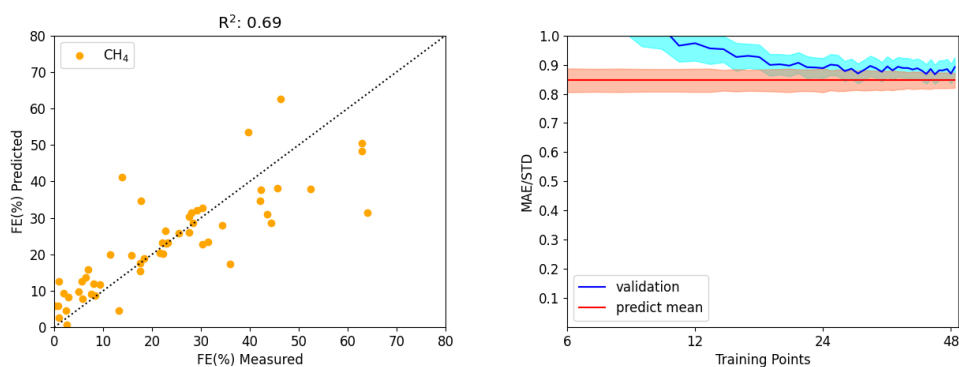 R²: 0.69
CH₄
FE(%) Predicted
80
70
60
50
40
30
20
10
0
0 10 20 30 40 50 60 70 80
FE(%) Measured
MAE/STD
1.0
0.9
0.8
0.7
0.6
0.5
0.4
0.3
0.2
0.1
validation
predict mean
6 12 24 48
Training Points